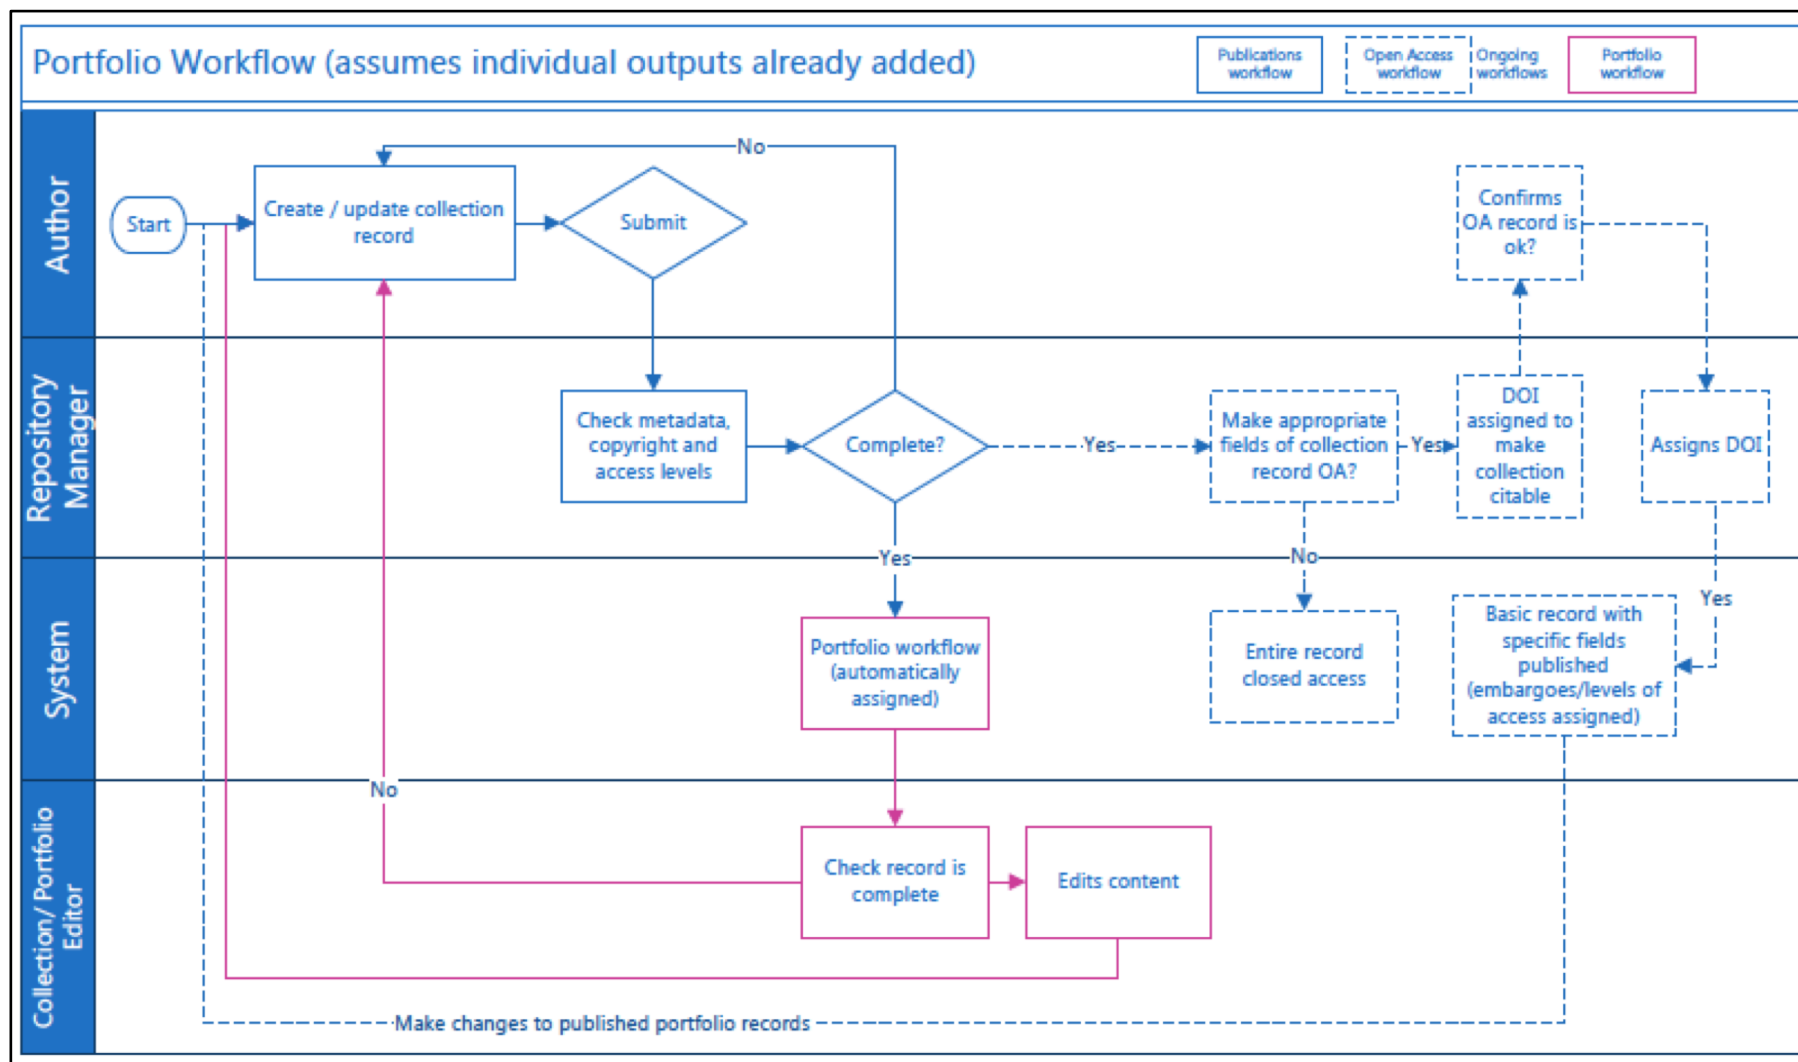 Portfolio Workflow (assumes individual outputs already added)
Publications
workflow
Open Access
workflow
Ongoing
workflows
Portfolio
workflow
Author
Start
Create / update collection
record
Submit
No
Confirms
OA record is
ok?
Repository
Manager
Check metadata,
copyright and
access levels
Complete?
Yes
Make appropriate
fields of collection
record OA?
Yes
DOI
assigned to
make
collection
citable
Assigns DOI
Yes
No
Yes
System
Portfolio workflow
(automatically
assigned)
Entire record
closed access
Basic record with
specific fields
published
(embargoes/levels of
access assigned)
No
Collection/ Portfolio
Editor
Check record is
complete
Edits content
Make changes to published portfolio records